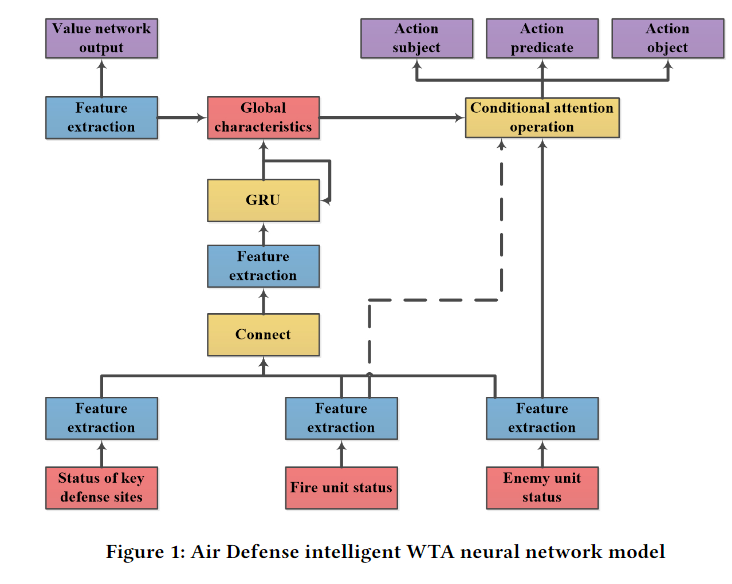 Value network
output
Action
subject
Action
predicate
Action
object
Feature
extraction
Global
characteristics
Conditional attention
operation
GRU
Feature
extraction
Connect
Feature
extraction
Feature
extraction
Feature
extraction
Status of key
defense sites
Fire unit status
Enemy unit
status
Figure 1: Air Defense intelligent WTA neural network model